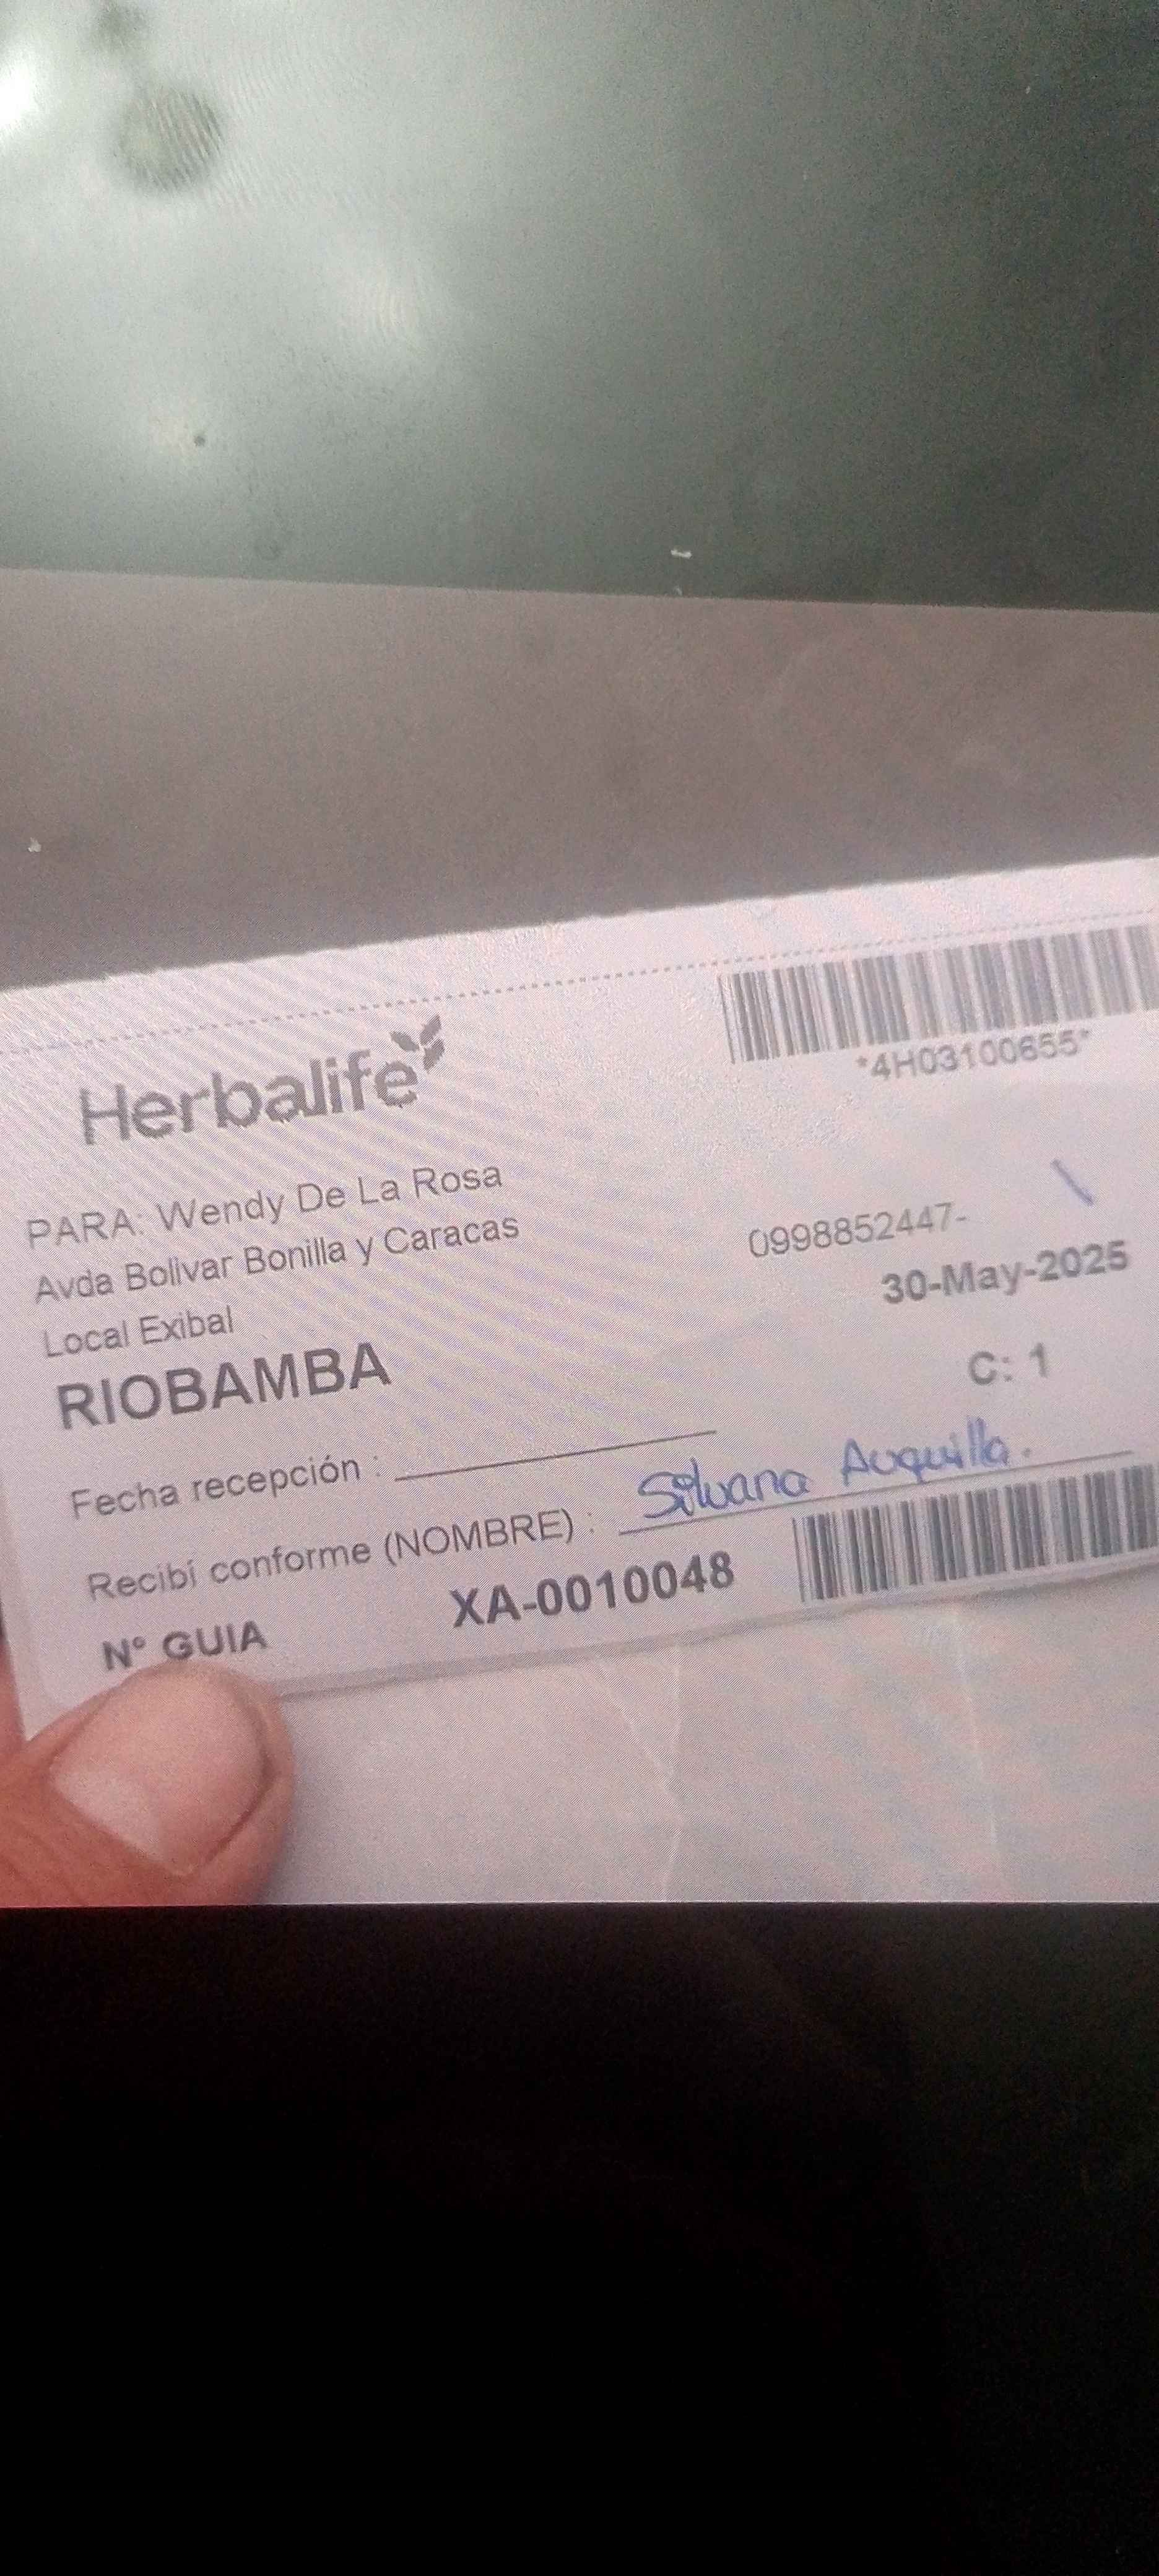 Herbalife
*4H03100655*
PARA: Wendy De La Rosa
Avda Bolivar Bonilla y Caracas
0998852447-
Local Exibal
30-May-2025
RIOBAMBA
C: 1
Fecha recepción : 
Recibí conforme (NOMBRE) : Silvana Auquilla.
Nº GUIA XA-0010048